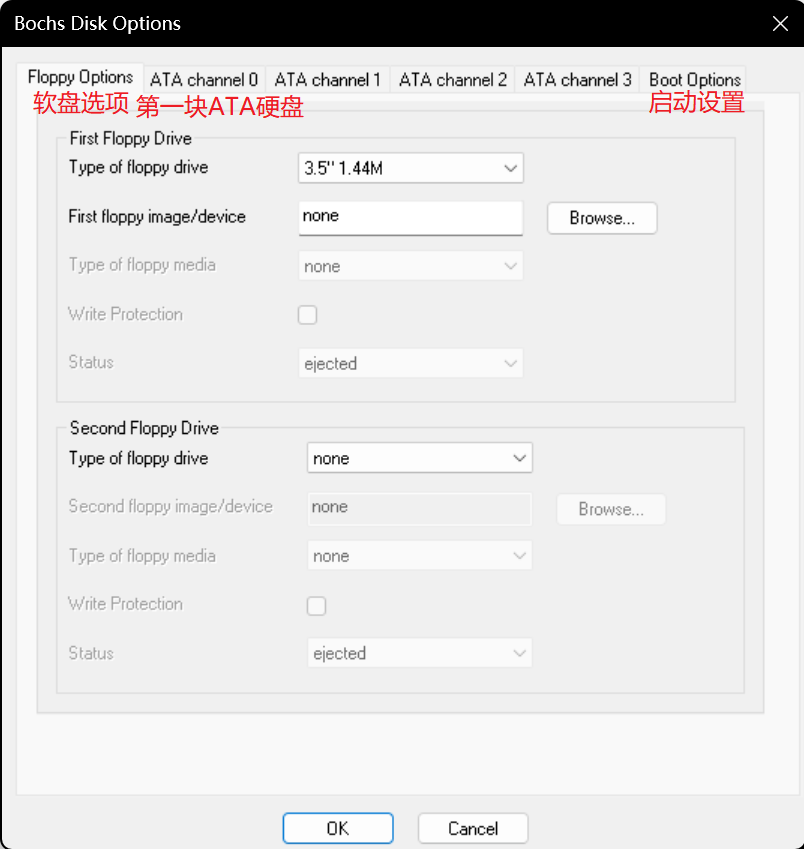 Bochs Disk Options
Floppy Options ATA channel 0 ATA channel 1 ATA channel 2 ATA channel 3 Boot Options
软盘选项 第一块ATA硬盘 启动设置
First Floppy Drive
Type of floppy drive 3.5" 1.44M
First floppy image/device none Browse...
Type of floppy media none
Write Protection
Status ejected
Second Floppy Drive
Type of floppy drive none
Second floppy image/device none Browse...
Type of floppy media none
Write Protection
Status ejected
OK Cancel